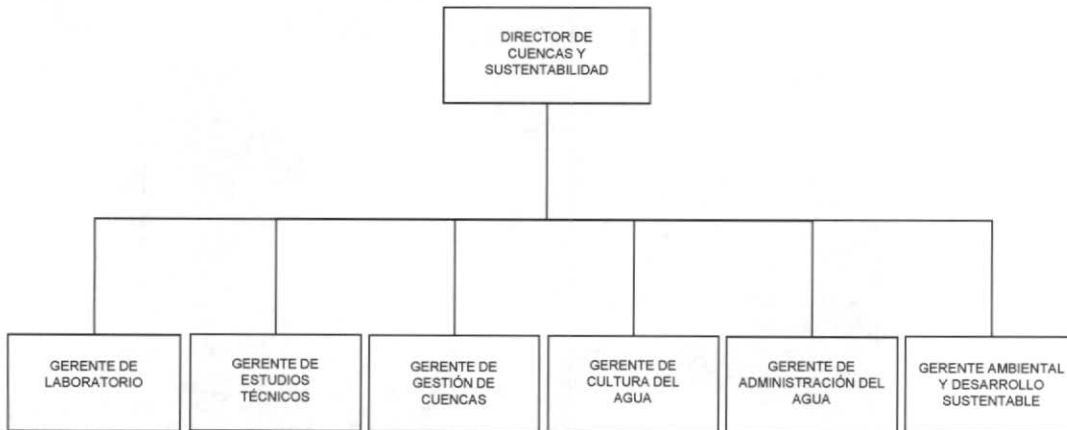 DIRECTOR DE
CUENCAS Y
SUSTENTABILIDAD
GERENTE DE
LABORATORIO
GERENTE DE
ESTUDIOS
TÉCNICOS
GERENTE DE
GESTIÓN DE
CUENCAS
GERENTE DE
CULTURA DEL
AGUA
GERENTE DE
ADMINISTRACIÓN DEL
AGUA
GERENTE AMBIENTAL
Y DESARROLLO
SUSTENTABLE